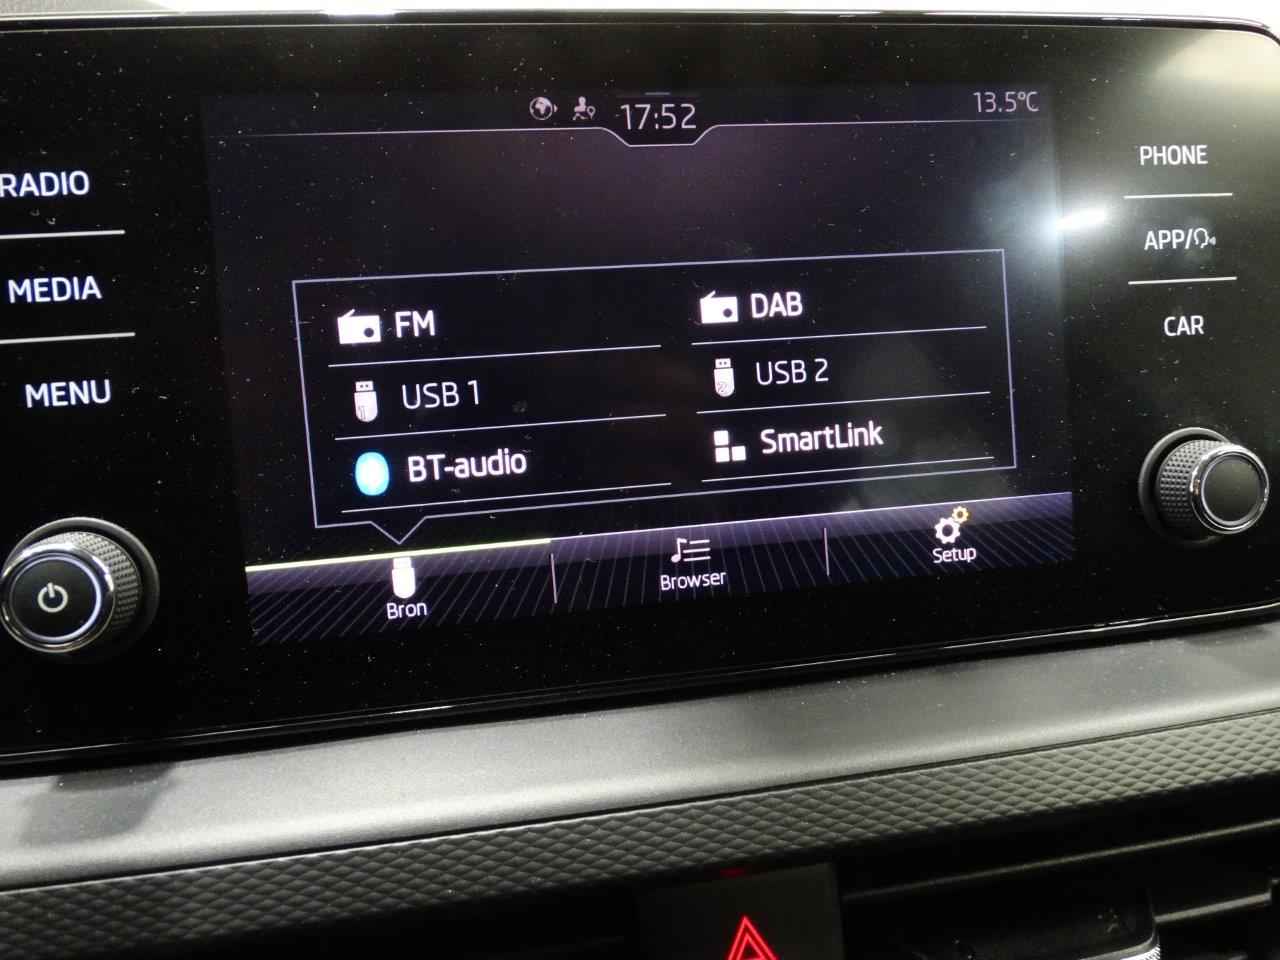 17:52
13.5°C
RADIO
MEDIA
MENU
PHONE
APP/
CAR
FM
DAB
USB 1
USB 2
BT-audio
SmartLink
Bron
Browser
Setup